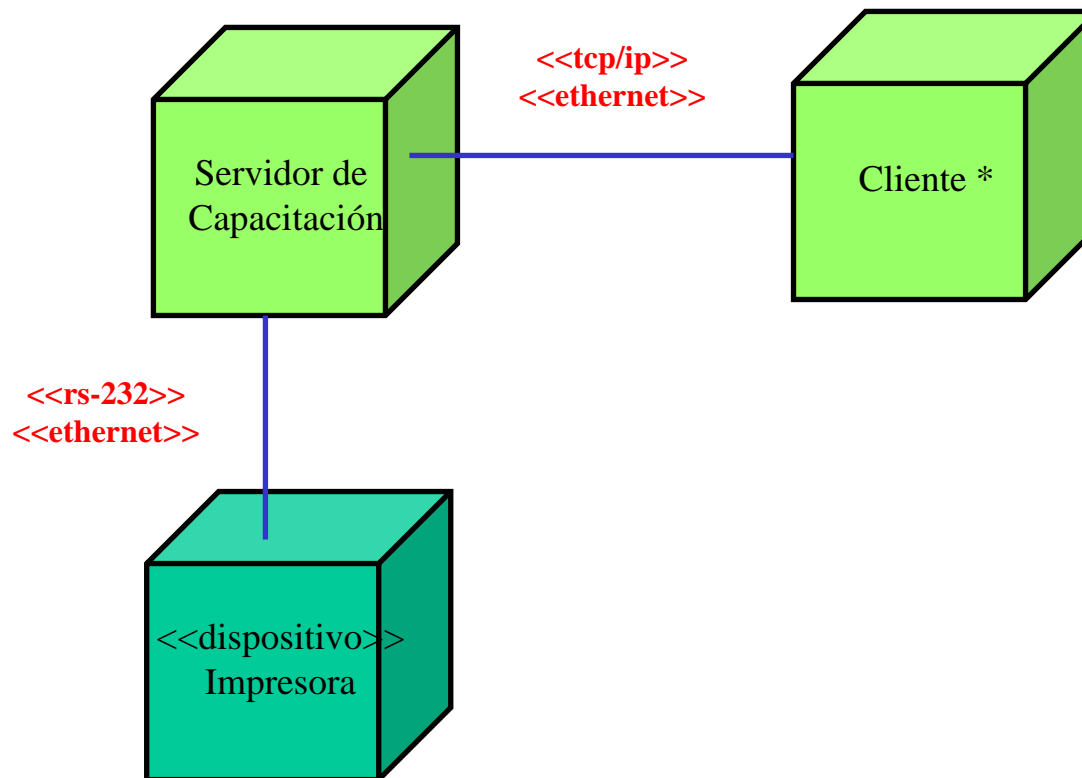 <<tcp/ip>>
<<ethernet>>
Servidor de
Capacitación
Cliente *
<<rs-232>>
<<ethernet>>
<<dispositivo>>
Impresora